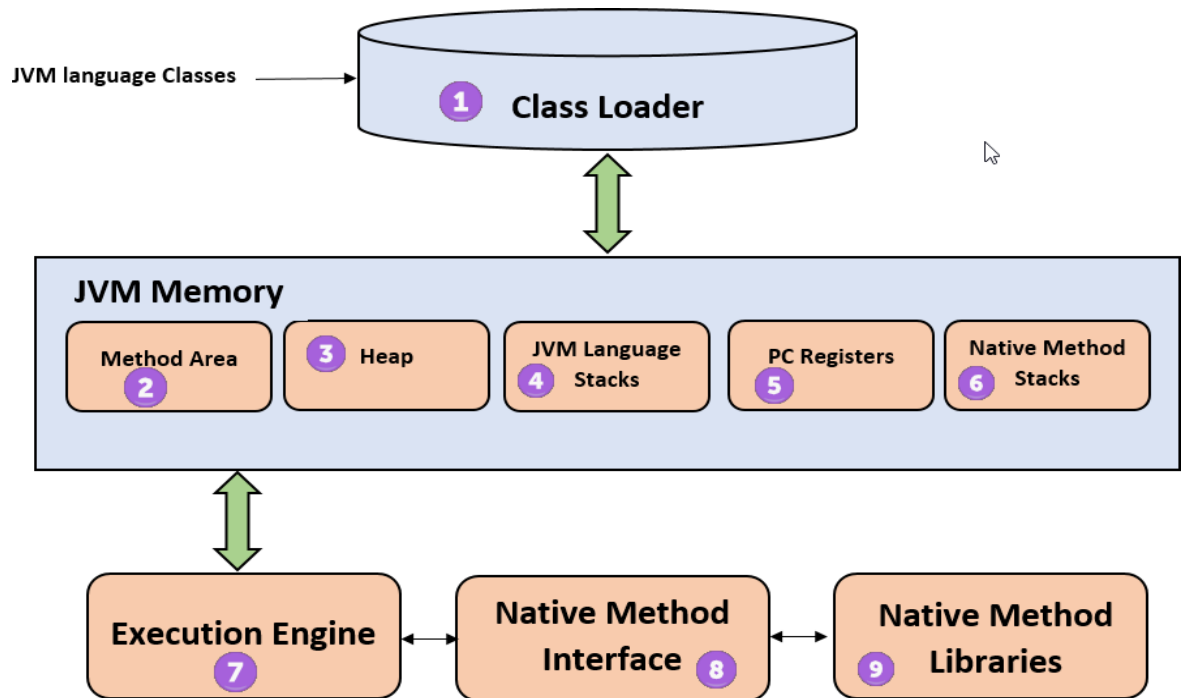 JVM language Classes
1 Class Loader
JVM Memory
Method Area
2
3 Heap
JVM Language
4 Stacks
PC Registers
5
Native Method
6 Stacks
Execution Engine
7
Native Method
Interface 8
Native Method
9 Libraries